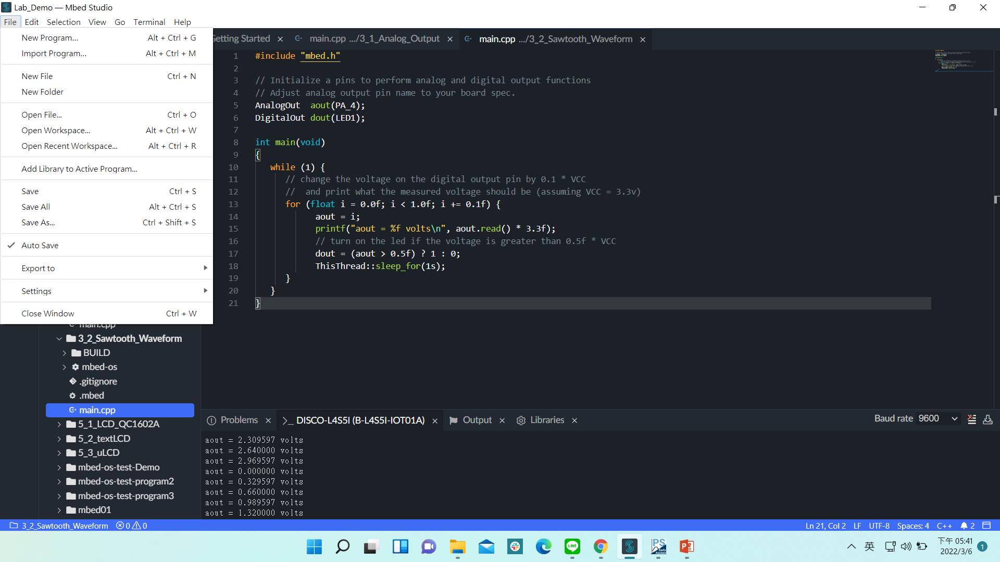 Lab_Demo — Mbed Studio
File Edit Selection View Go Terminal Help
New Program... Alt + Ctrl + G
Import Program... Alt + Ctrl + M
New File Ctrl + N
New Folder
Open File... Ctrl + O
Open Workspace... Alt + Ctrl + W
Open Recent Workspace... Alt + Ctrl + R
Add Library to Active Program...
Save Ctrl + S
Save All Alt + Ctrl + S
Save As... Ctrl + Shift + S
Auto Save
Export to
Settings
Close Window Ctrl + W
main.cpp
3_2_Sawtooth_Waveform
BUILD
mbed-os
.gitignore
.mbed
main.cpp
5_1_LCD_QC1602A
5_2_textLCD
5_3_uLCD
mbed-os-test-Demo
mbed-os-test-program2
mbed-os-test-program3
mbed01
Getting Started main.cpp .../3_1_Analog_Output main.cpp .../3_2_Sawtooth_Waveform
1 #include "mbed.h"
2
3 // Initialize a pins to perform analog and digital output functions
4 // Adjust analog output pin name to your board spec.
5 AnalogOut  aout(PA_4);
6 DigitalOut dout(LED1);
7
8 int main(void)
9 {
10 while (1) {
11 // change the voltage on the digital output pin by 0.1 * VCC
12 //  and print what the measured voltage should be (assuming VCC = 3.3v)
13 for (float i = 0.0f; i < 1.0f; i += 0.1f) {
14 aout = i;
15 printf("aout = %f volts\n", aout.read() * 3.3f);
16 // turn on the led if the voltage is greater than 0.5f * VCC
17 dout = (aout > 0.5f) ? 1 : 0;
18 ThisThread::sleep_for(1s);
19 }
20 }
21 }
Problems DISCO-L4S5I (B-L4S5I-IOT01A) Output Libraries Baud rate 9600
aout = 2.309597 volts
aout = 2.640000 volts
aout = 2.969597 volts
aout = 0.000000 volts
aout = 0.329597 volts
aout = 0.660000 volts
aout = 0.989597 volts
aout = 1.320000 volts
3_2_Sawtooth_Waveform 0 0 Ln 21, Col 2 LF UTF-8 Spaces: 4 C++ 2
LINE PS Early Access P 英 下午 05:41
2022/3/6 1